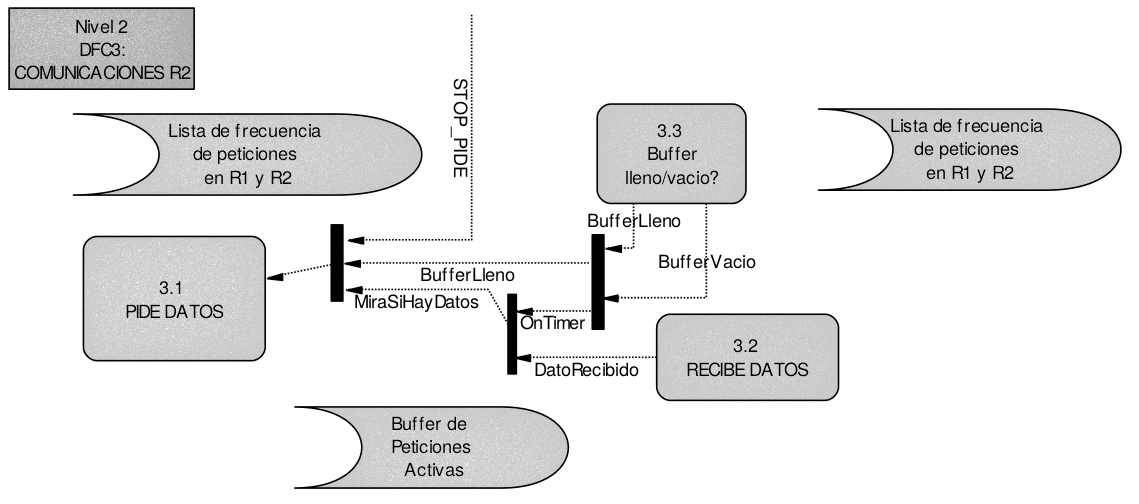 Nivel 2
DFC3:
COMUNICACIONES R2
STOP_PIDE
Lista de frecuencia
de peticiones
en R1 y R2
3.3
Buffer
lleno/vacio?
Lista de frecuencia
de peticiones
en R1 y R2
BufferLleno
BufferVacio
3.1
PIDE DATOS
BufferLleno
MiraSiHayDatos
OnTimer
3.2
RECIBE DATOS
DatoRecibido
Buffer de
Peticiones
Activas